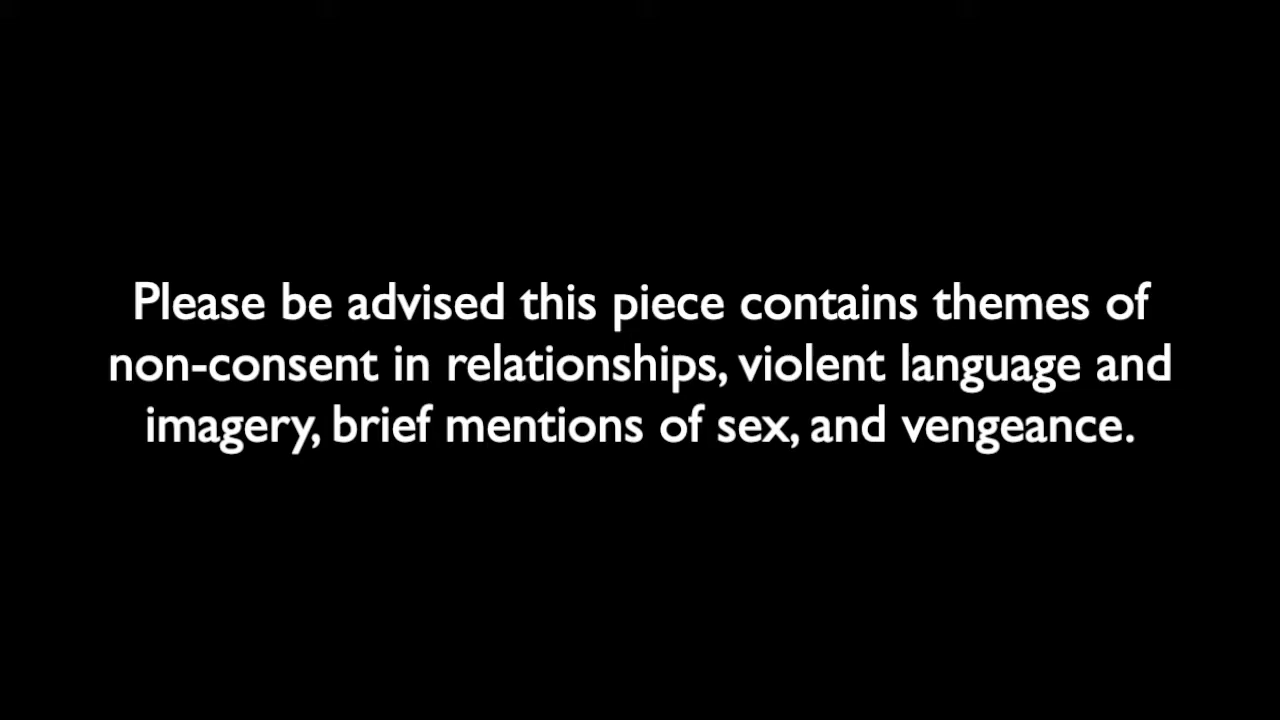 Please be advised this piece contains themes of
non-consent in relationships, violent language and
imagery, brief mentions of sex, and vengeance.